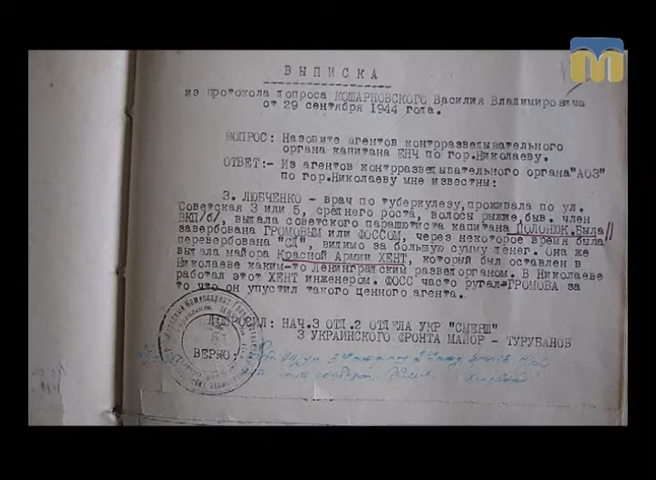 ВЫПИСКА
из протокола допроса КОШАРНОВСКОГО Василия Владимировича
от 29 сентября 1944 года.
ВОПРОС: Назовите агентов контрразведывательного
органа капитана ЕНЧ по гор.Николаеву.
ОТВЕТ:- Из агентов контрразведывательного органа "АОЗ"
по гор.Николаеву мне известны:
3. ЛЮБЧЕНКО - врач по туберкулезу, проживала по ул.
Советская 3 или 5, среднего роста, волосы рыжие, быв. член
ВКП/б/, выдала советского парашютиста капитана ПОЛОНЮК. Была
завербована ГРОМОВЫМ или ФОССОМ, через некоторое время была
перевербована "СД", видимо за большую сумму денег. Она же
выдала майора Красной Армии ХЕНТ, который был оставлен в
Николаеве каким-то Ленинградским разведорганом. В Николаеве
работал этот ХЕНТ инженером. ФОСС часто ругал ГРОМОВА за
то что он упустил такого ценного агента.
ДОПРОСИЛ: НАЧ.3 ОТД.2 ОТДЕЛА УКР "СМЕРШ"
3 УКРАИНСКОГО ФРОНТА МАЙОР - ТУРУБАНОВ
ВЕРНО: